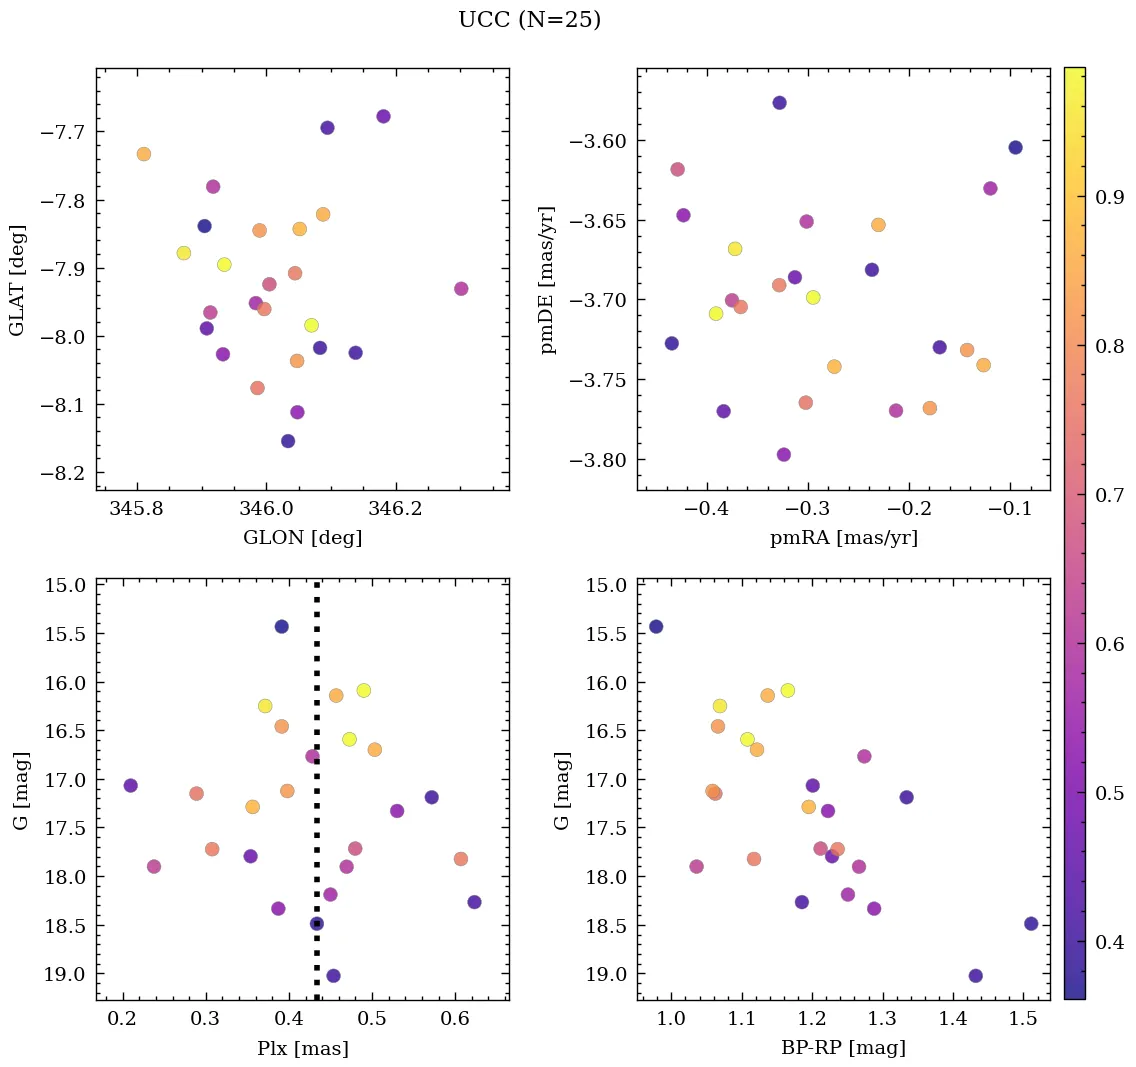 UCC (N=25)
−7.7
−7.8
−7.9
−8.0
−8.1
−8.2
GLAT [deg]
345.8 346.0 346.2
GLON [deg]
−3.60
−3.65
−3.70
−3.75
−3.80
pmDE [mas/yr]
−0.4 −0.3 −0.2 −0.1
pmRA [mas/yr]
15.0
15.5
16.0
16.5
17.0
17.5
18.0
18.5
19.0
G [mag]
0.2 0.3 0.4 0.5 0.6
Plx [mas]
15.0
15.5
16.0
16.5
17.0
17.5
18.0
18.5
19.0
G [mag]
1.0 1.1 1.2 1.3 1.4 1.5
BP-RP [mag]
0.9
0.8
0.7
0.6
0.5
0.4